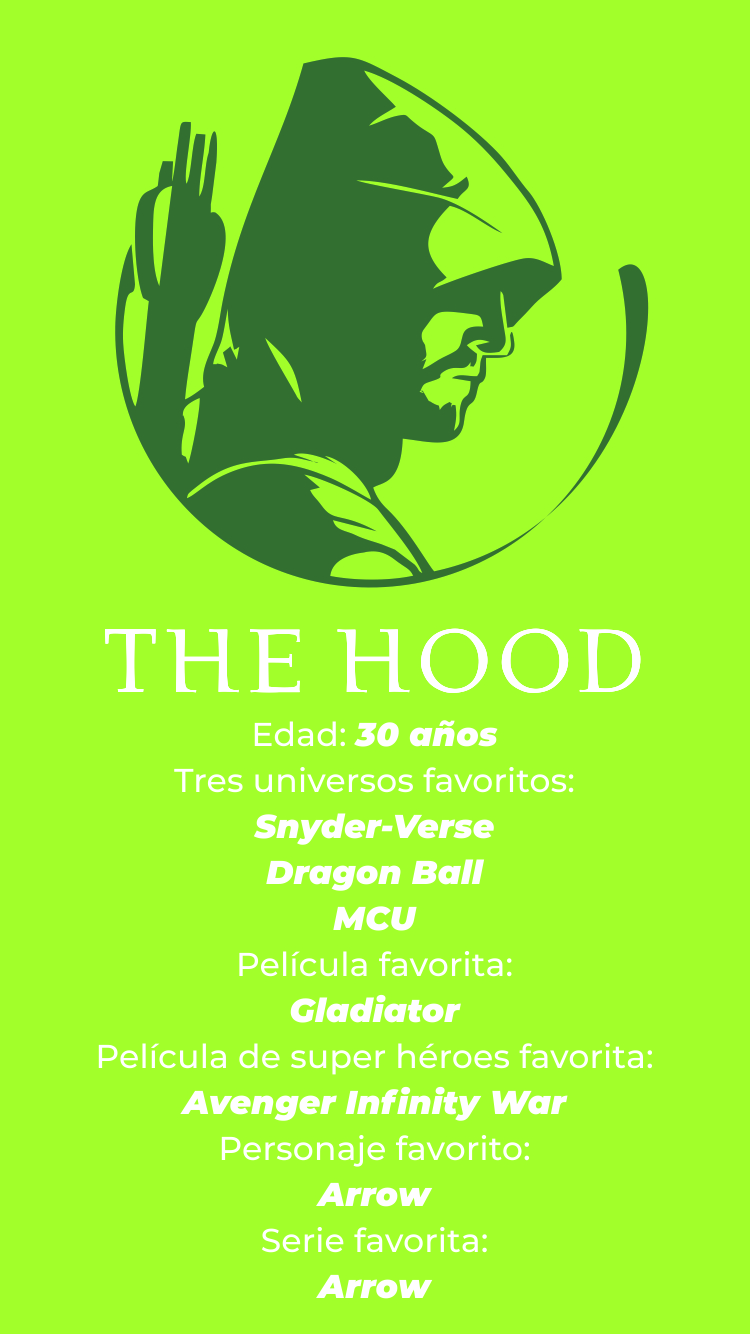 THE HOOD
Edad: 30 años
Tres universos favoritos:
Snyder-Verse
Dragon Ball
MCU
Película favorita:
Gladiator
Película de super héroes favorita:
Avenger Infinity War
Personaje favorito:
Arrow
Serie favorita:
Arrow